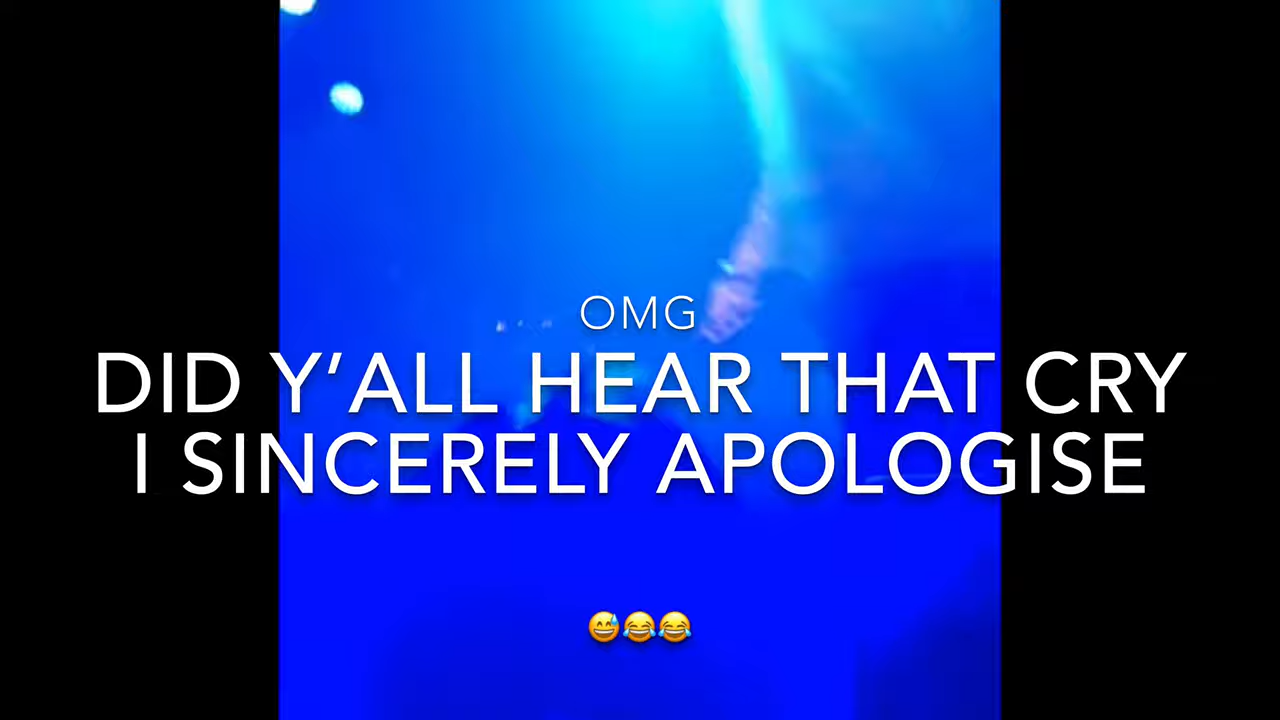 OMG
DID Y'ALL HEAR THAT CRY
I SINCERELY APOLOGISE
😅😂😂